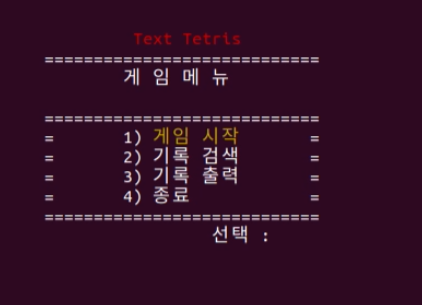 Text Tetris
============================
게 임 메 뉴
============================
= 1) 게임 시작 =
= 2) 기록 검색 =
= 3) 기록 출력 =
= 4) 종료 =
============================
선택 :